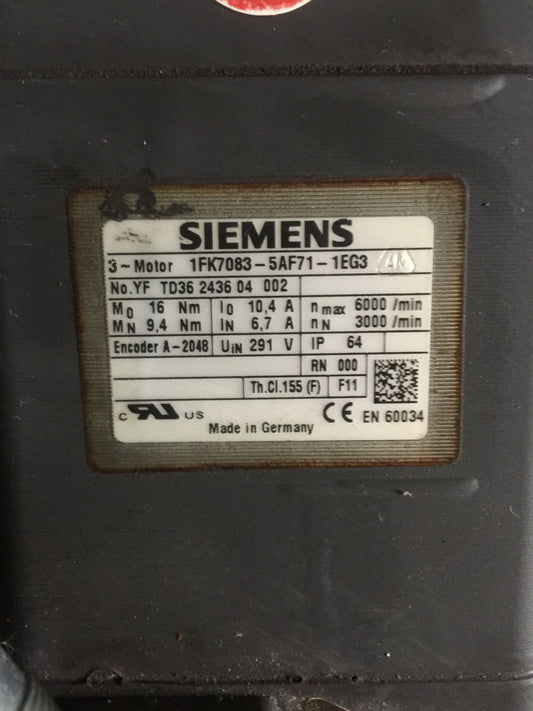 SIEMENS
3~Motor 1FK7083-5AF71-1EG3
No.YF TD36 2436 04 002
M0 16 Nm I0 10,4 A n max 6000 /min
MN 9,4 Nm IN 6,7 A nN 3000 /min
Encoder A-2048 UIN 291 V IP 64
RN 000
Th.Cl.155 (F) F11
c RU US CE EN 60034
Made in Germany